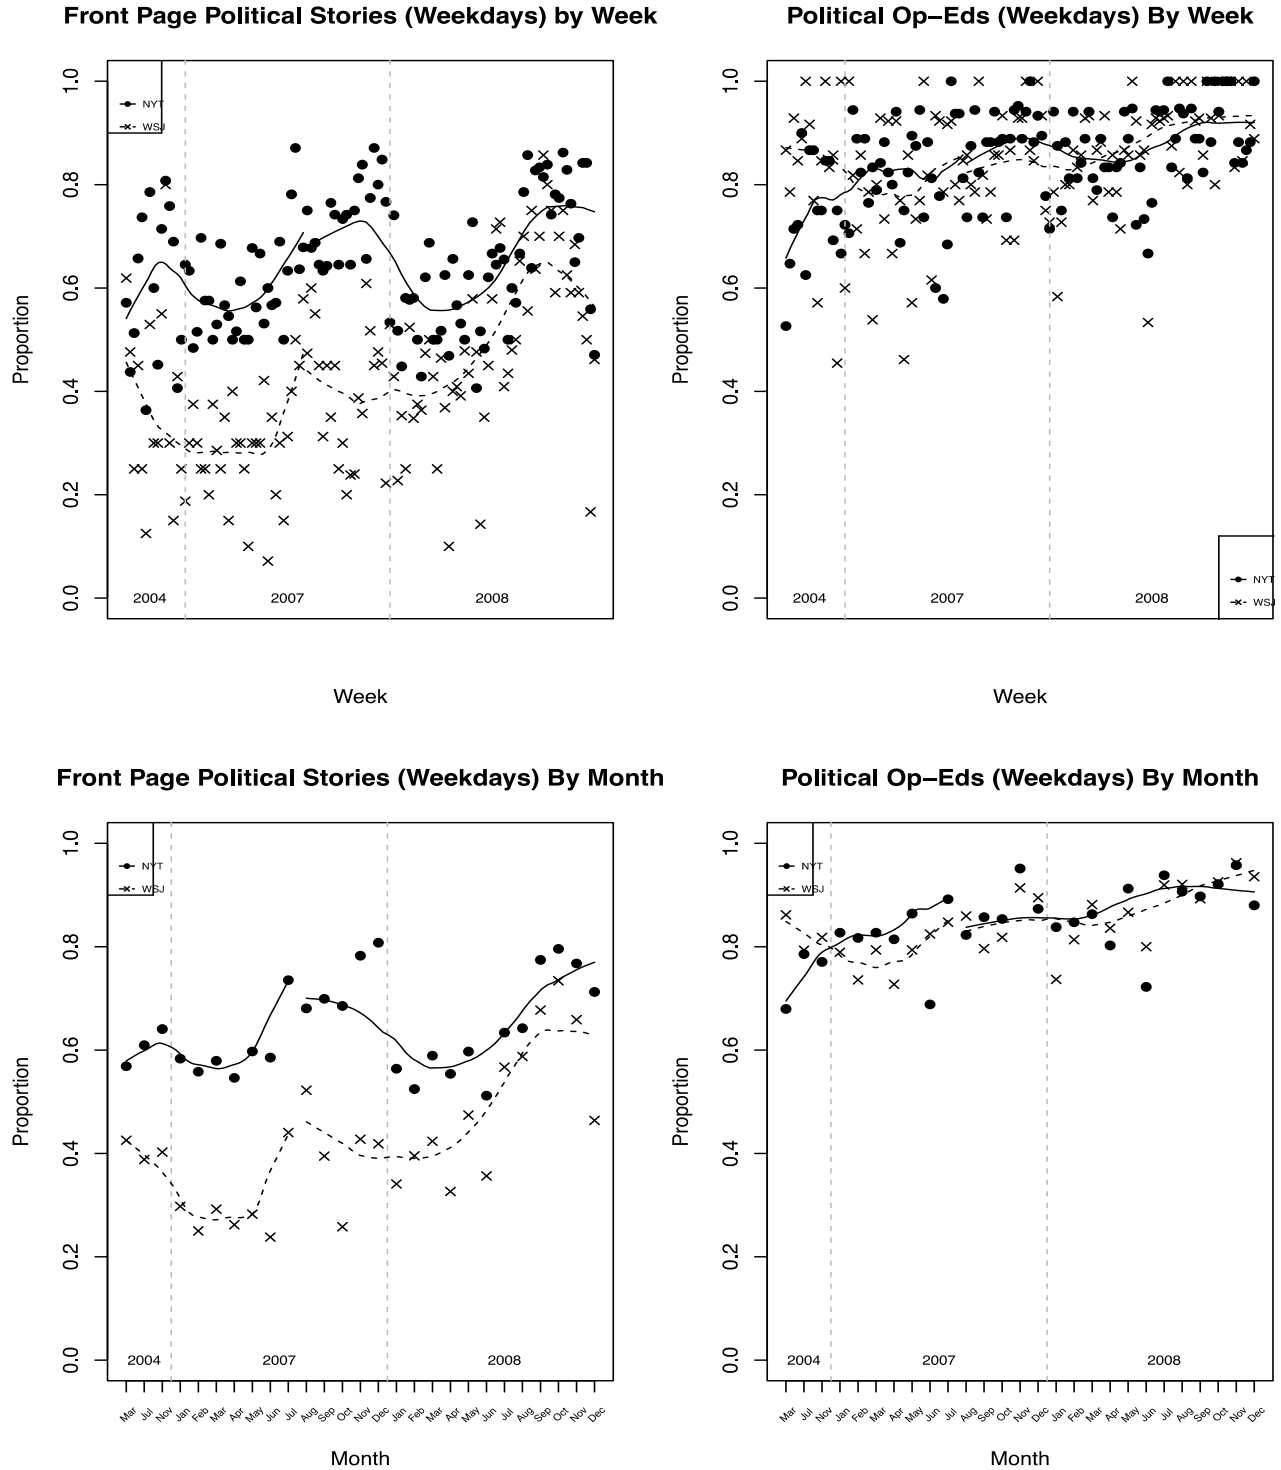 Front Page Political Stories (Weekdays) by Week
Proportion
1.0
0.8
0.6
0.4
0.2
0.0
NYT
WSJ
2004 2007 2008
Week
Political Op–Eds (Weekdays) By Week
Proportion
1.0
0.8
0.6
0.4
0.2
0.0
2004 2007 2008
NYT
WSJ
Week
Front Page Political Stories (Weekdays) By Month
Proportion
1.0
0.8
0.6
0.4
0.2
0.0
NYT
WSJ
2004 2007 2008
Mar Jul Nov Jan Feb Mar Apr May Jun Jul Aug Sep Oct Nov Dec Jan Feb Mar Apr May Jun Jul Aug Sep Oct Nov Dec
Month
Political Op–Eds (Weekdays) By Month
Proportion
1.0
0.8
0.6
0.4
0.2
0.0
NYT
WSJ
2004 2007 2008
Mar Jul Nov Jan Feb Mar Apr May Jun Jul Aug Sep Oct Nov Dec Jan Feb Mar Apr May Jun Jul Aug Sep Oct Nov Dec
Month